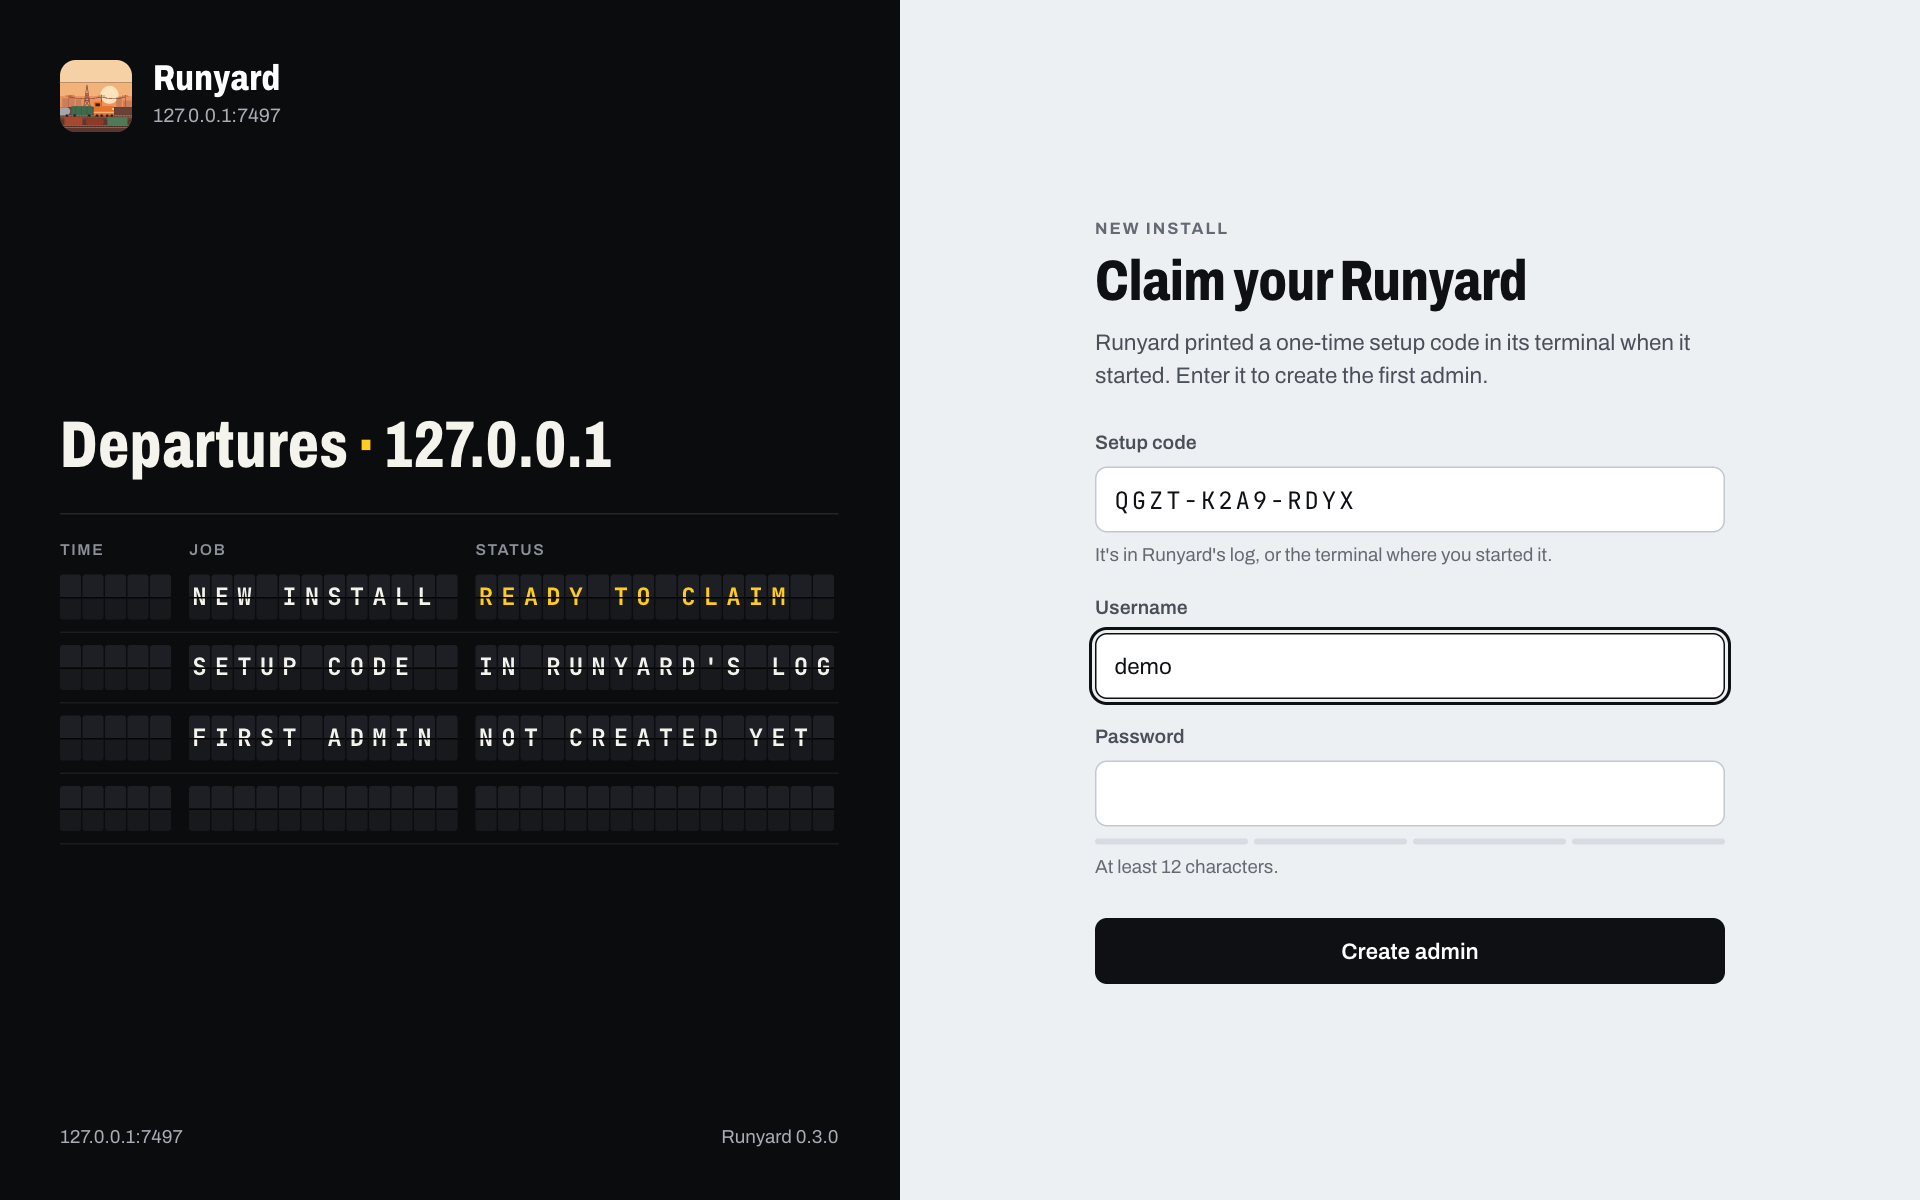 Runyard
127.0.0.1:7497
Departures · 127.0.0.1
TIME JOB STATUS
NEW INSTALL READY TO CLAIM
SETUP CODE IN RUNYARD'S LOG
FIRST ADMIN NOT CREATED YET
127.0.0.1:7497 Runyard 0.3.0
NEW INSTALL
Claim your Runyard
Runyard printed a one-time setup code in its terminal when it
started. Enter it to create the first admin.
Setup code
QGZT-K2A9-RDYX
It's in Runyard's log, or the terminal where you started it.
Username
demo
Password
At least 12 characters.
Create admin